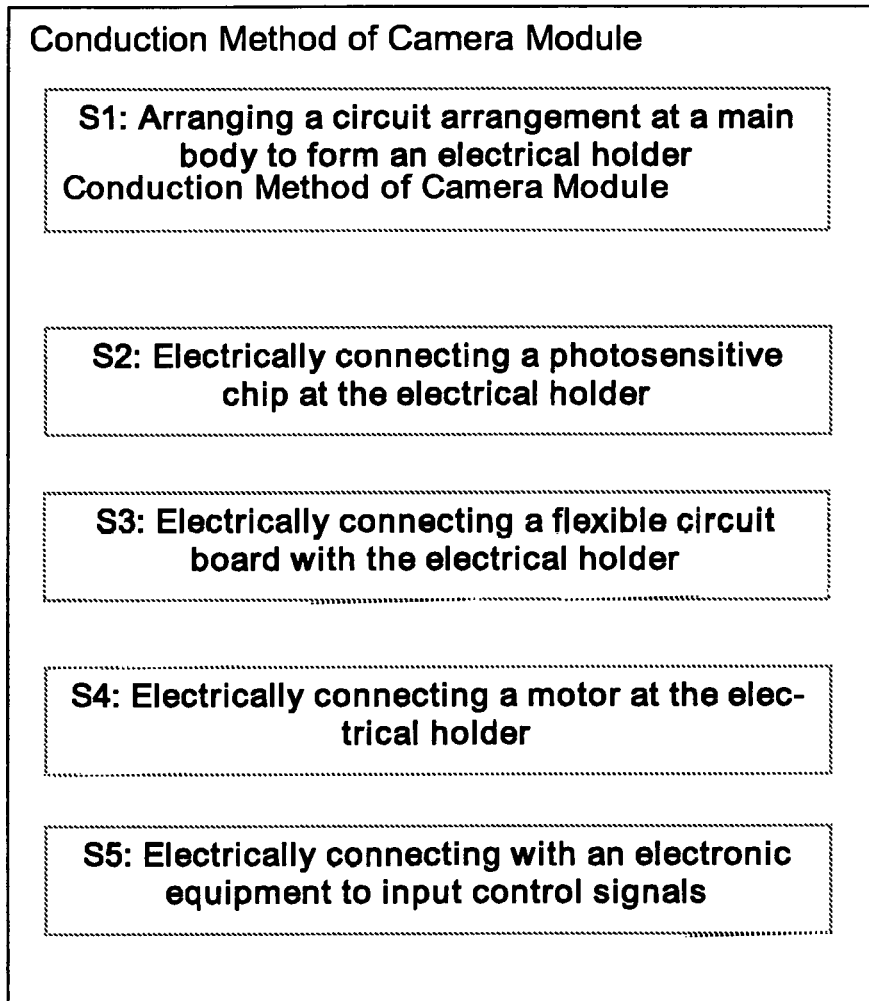 Conduction Method of Camera Module
S1: Arranging a circuit arrangement at a main
body to form an electrical holder
Conduction Method of Camera Module
S2: Electrically connecting a photosensitive
chip at the electrical holder
S3: Electrically connecting a flexible circuit
board with the electrical holder
S4: Electrically connecting a motor at the elec-
trical holder
S5: Electrically connecting with an electronic
equipment to input control signals